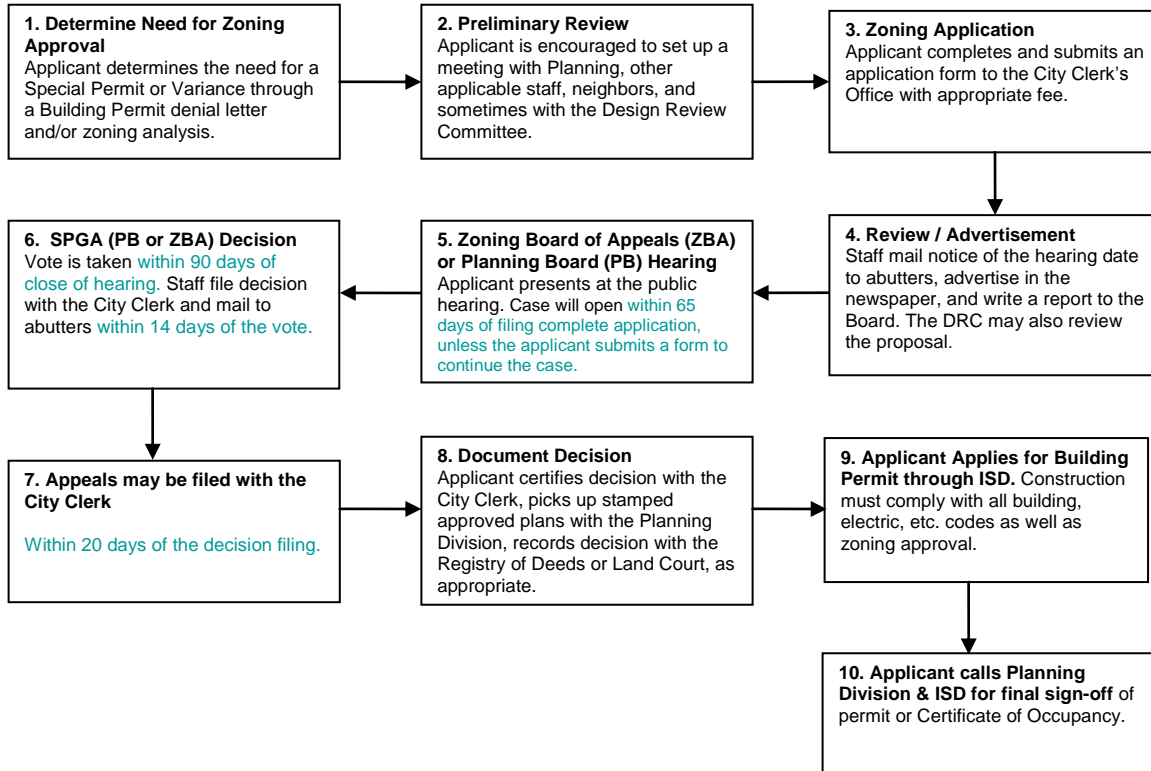 1. Determine Need for Zoning
Approval
Applicant determines the need for a
Special Permit or Variance through
a Building Permit denial letter
and/or zoning analysis.
2. Preliminary Review
Applicant is encouraged to set up a
meeting with Planning, other
applicable staff, neighbors, and
sometimes with the Design Review
Committee.
3. Zoning Application
Applicant completes and submits an
application form to the City Clerk's
Office with appropriate fee.
4. Review / Advertisement
Staff mail notice of the hearing date
to abutters, advertise in the
newspaper, and write a report to the
Board. The DRC may also review
the proposal.
5. Zoning Board of Appeals (ZBA)
or Planning Board (PB) Hearing
Applicant presents at the public
hearing. Case will open within 65
days of filing complete application,
unless the applicant submits a form to
continue the case.
6. SPGA (PB or ZBA) Decision
Vote is taken within 90 days of
close of hearing. Staff file decision
with the City Clerk and mail to
abutters within 14 days of the vote.
7. Appeals may be filed with the
City Clerk
Within 20 days of the decision filing.
8. Document Decision
Applicant certifies decision with the
City Clerk, picks up stamped
approved plans with the Planning
Division, records decision with the
Registry of Deeds or Land Court, as
appropriate.
9. Applicant Applies for Building
Permit through ISD. Construction
must comply with all building,
electric, etc. codes as well as
zoning approval.
10. Applicant calls Planning
Division & ISD for final sign-off of
permit or Certificate of Occupancy.